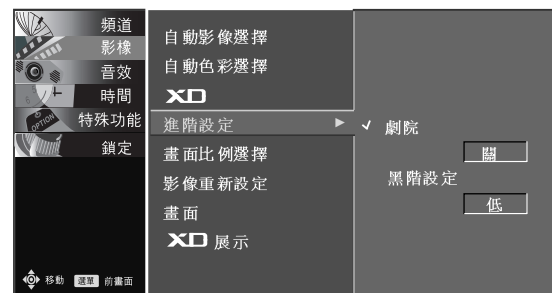 頻道
影橡
音效
時間
OPTION
特殊功能
鎖定
移動 選單 前畫面
自動影像選擇
自動色彩選擇
XD
進階設定
畫面比例選擇
影像重新設定
畫面
XD 展示
劇院
關
黑階設定
低